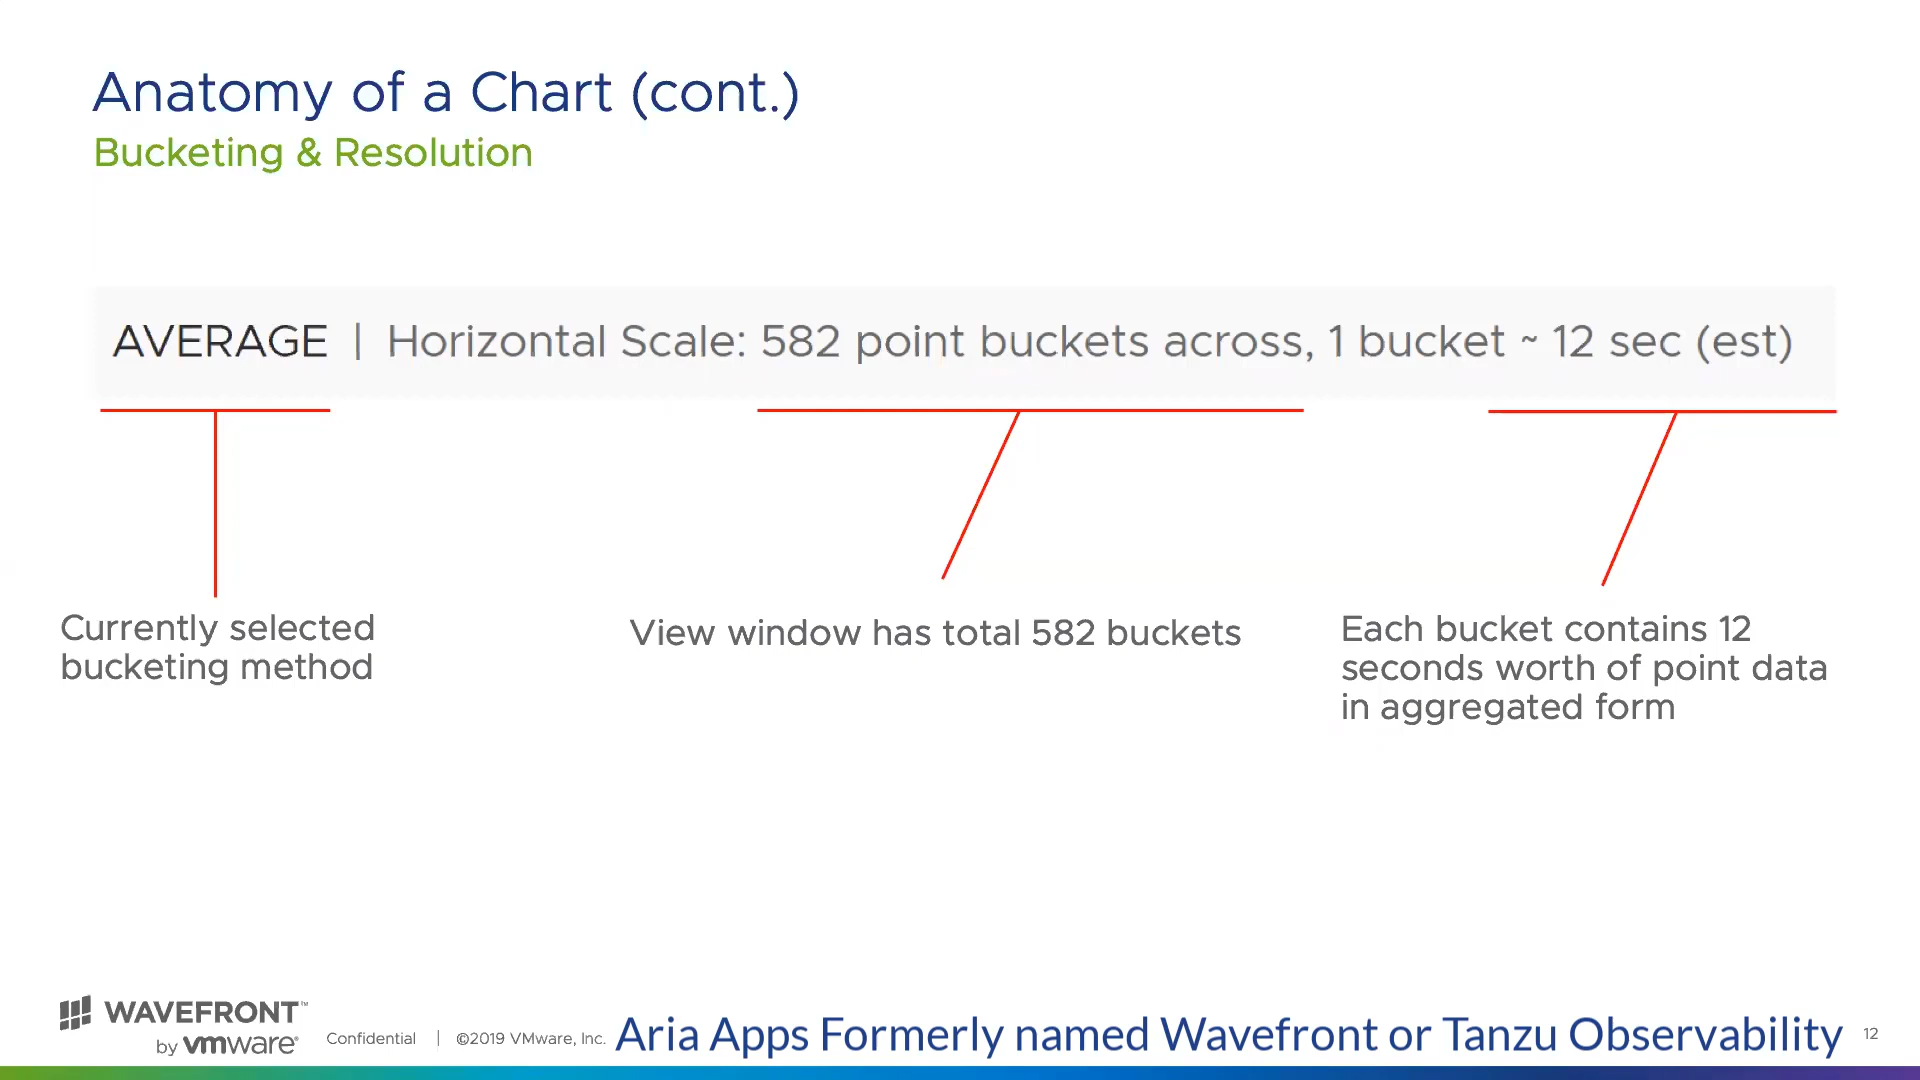 Anatomy of a Chart (cont.)
Bucketing & Resolution
AVERAGE | Horizontal Scale: 582 point buckets across, 1 bucket ~ 12 sec (est)
Currently selected
bucketing method
View window has total 582 buckets
Each bucket contains 12
seconds worth of point data
in aggregated form
WAVEFRONT™
by vmware®
Confidential | ©2019 VMware, Inc.
Aria Apps Formerly named Wavefront or Tanzu Observability
12